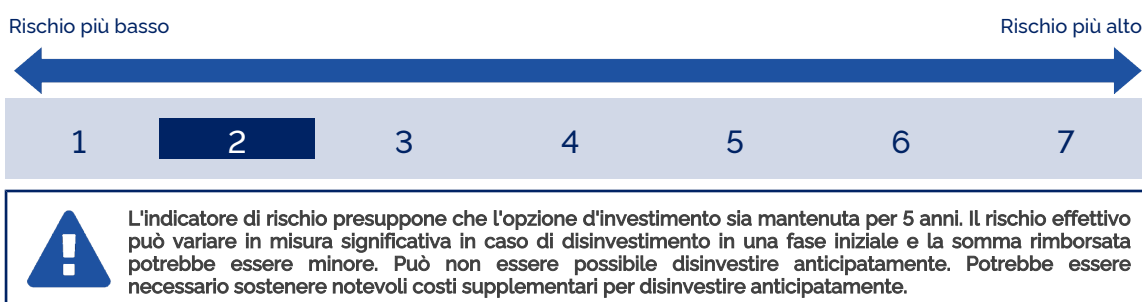 Rischio più basso Rischio più alto
1 2 3 4 5 6 7
L'indicatore di rischio presuppone che l'opzione d'investimento sia mantenuta per 5 anni. Il rischio effettivo
può variare in misura significativa in caso di disinvestimento in una fase iniziale e la somma rimborsata
potrebbe essere minore. Può non essere possibile disinvestire anticipatamente. Potrebbe essere
necessario sostenere notevoli costi supplementari per disinvestire anticipatamente.